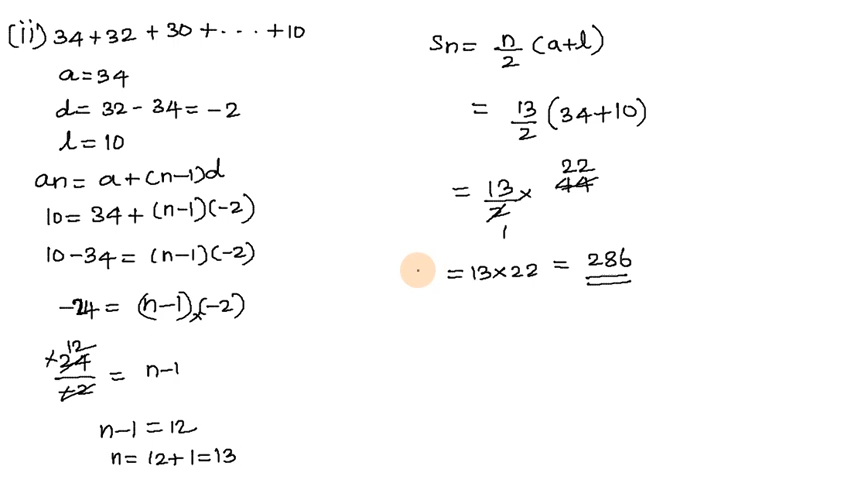 (ii) 34+32+30+...+10
a=34
d= 32-34=-2
l=10
an= a+(n-1)d
10=34+(n-1)(-2)
10-34=(n-1)(-2)
-24= (n-1)×(-2)
-24/-2 = n-1
12
n-1=12
n=12+1=13
Sn= n/2 (a+l)
= 13/2 (34+10)
= 13/2 × 44
22
1
=13×22 = 286